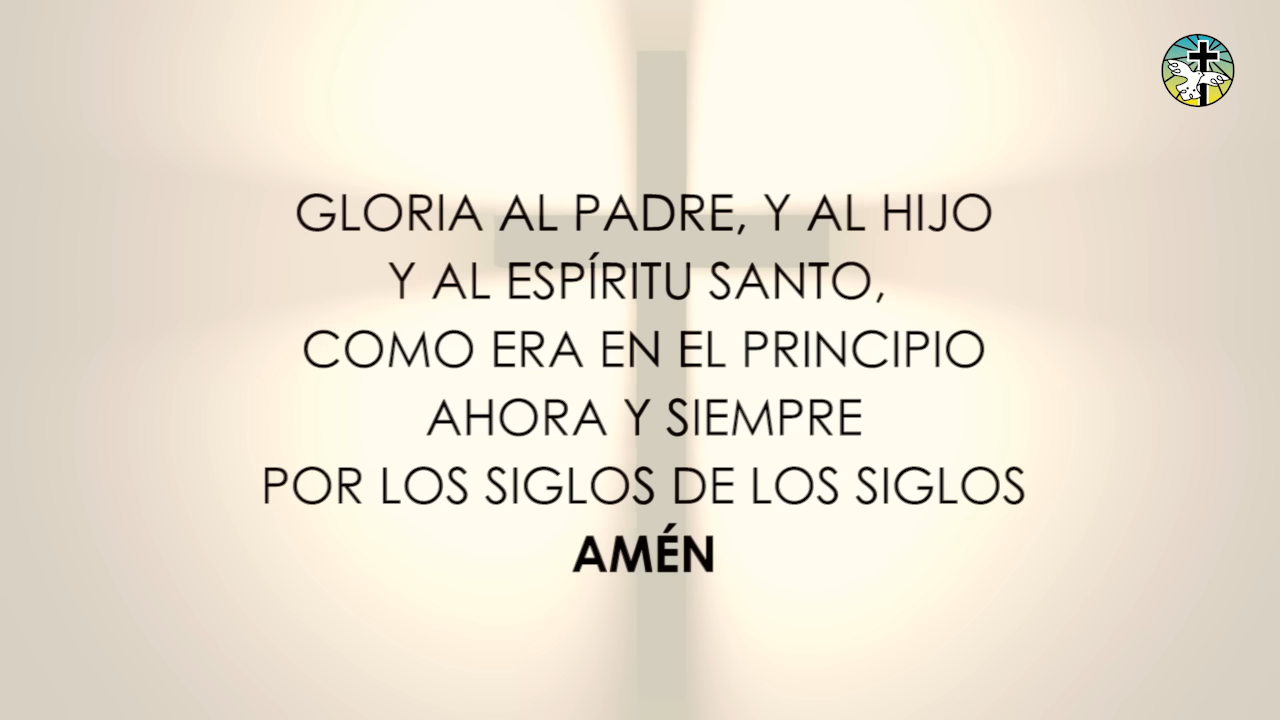 GLORIA AL PADRE, Y AL HIJO
Y AL ESPÍRITU SANTO,
COMO ERA EN EL PRINCIPIO
AHORA Y SIEMPRE
POR LOS SIGLOS DE LOS SIGLOS
AMÉN